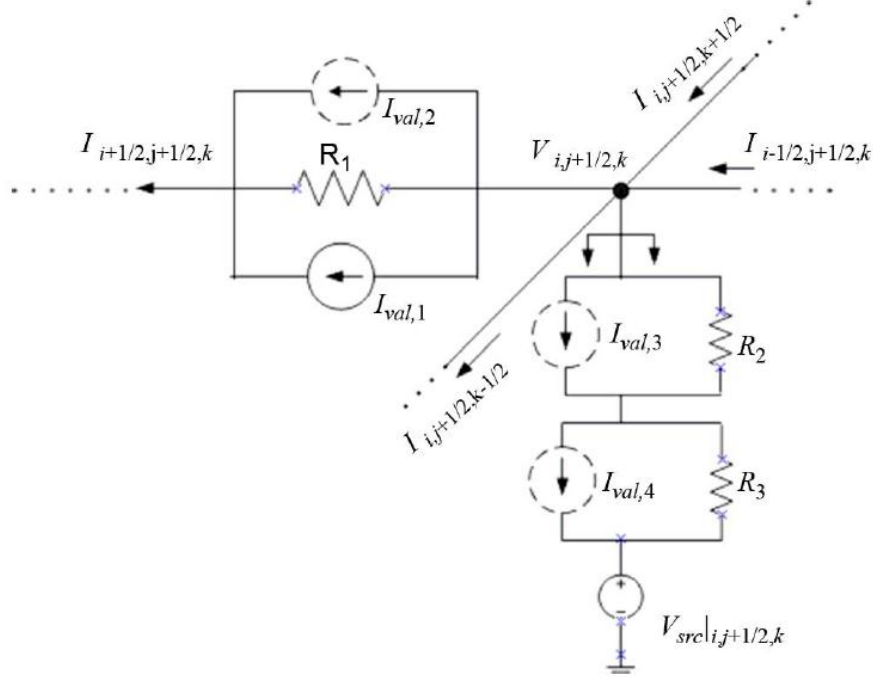 I i,j+1/2,k+1/2
I val,2
I i+1/2,j+1/2,k
R1
V i,j+1/2,k
I i-1/2,j+1/2,k
I val,1
I val,3
R2
I i,j+1/2,k-1/2
I val,4
R3
+
-
Vsrc|i,j+1/2,k